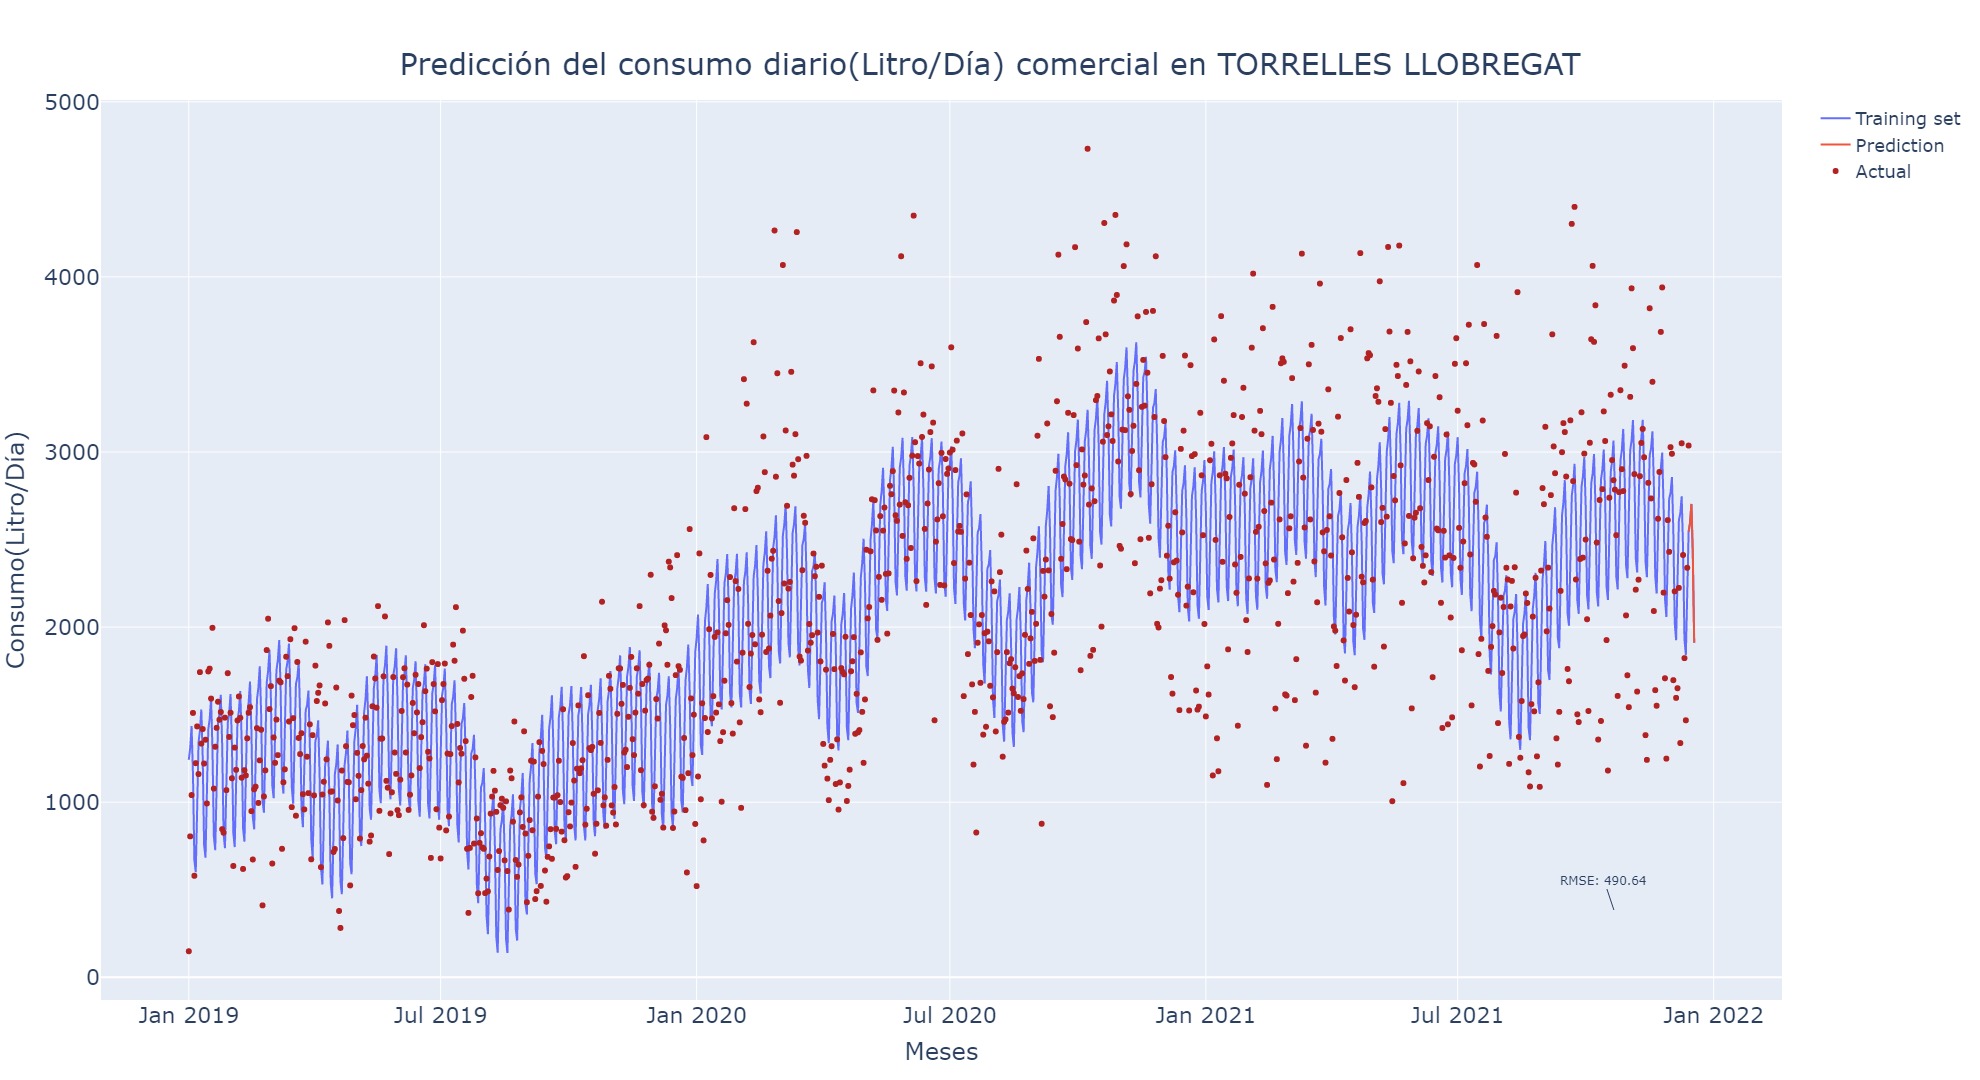 Predicción del consumo diario(Litro/Día) comercial en TORRELLES LLOBREGAT
Training set
Prediction
Actual
Consumo(Litro/Día)
5000
4000
3000
2000
1000
0
RMSE: 490.64
Jan 2019
Jul 2019
Jan 2020
Jul 2020
Jan 2021
Jul 2021
Jan 2022
Meses